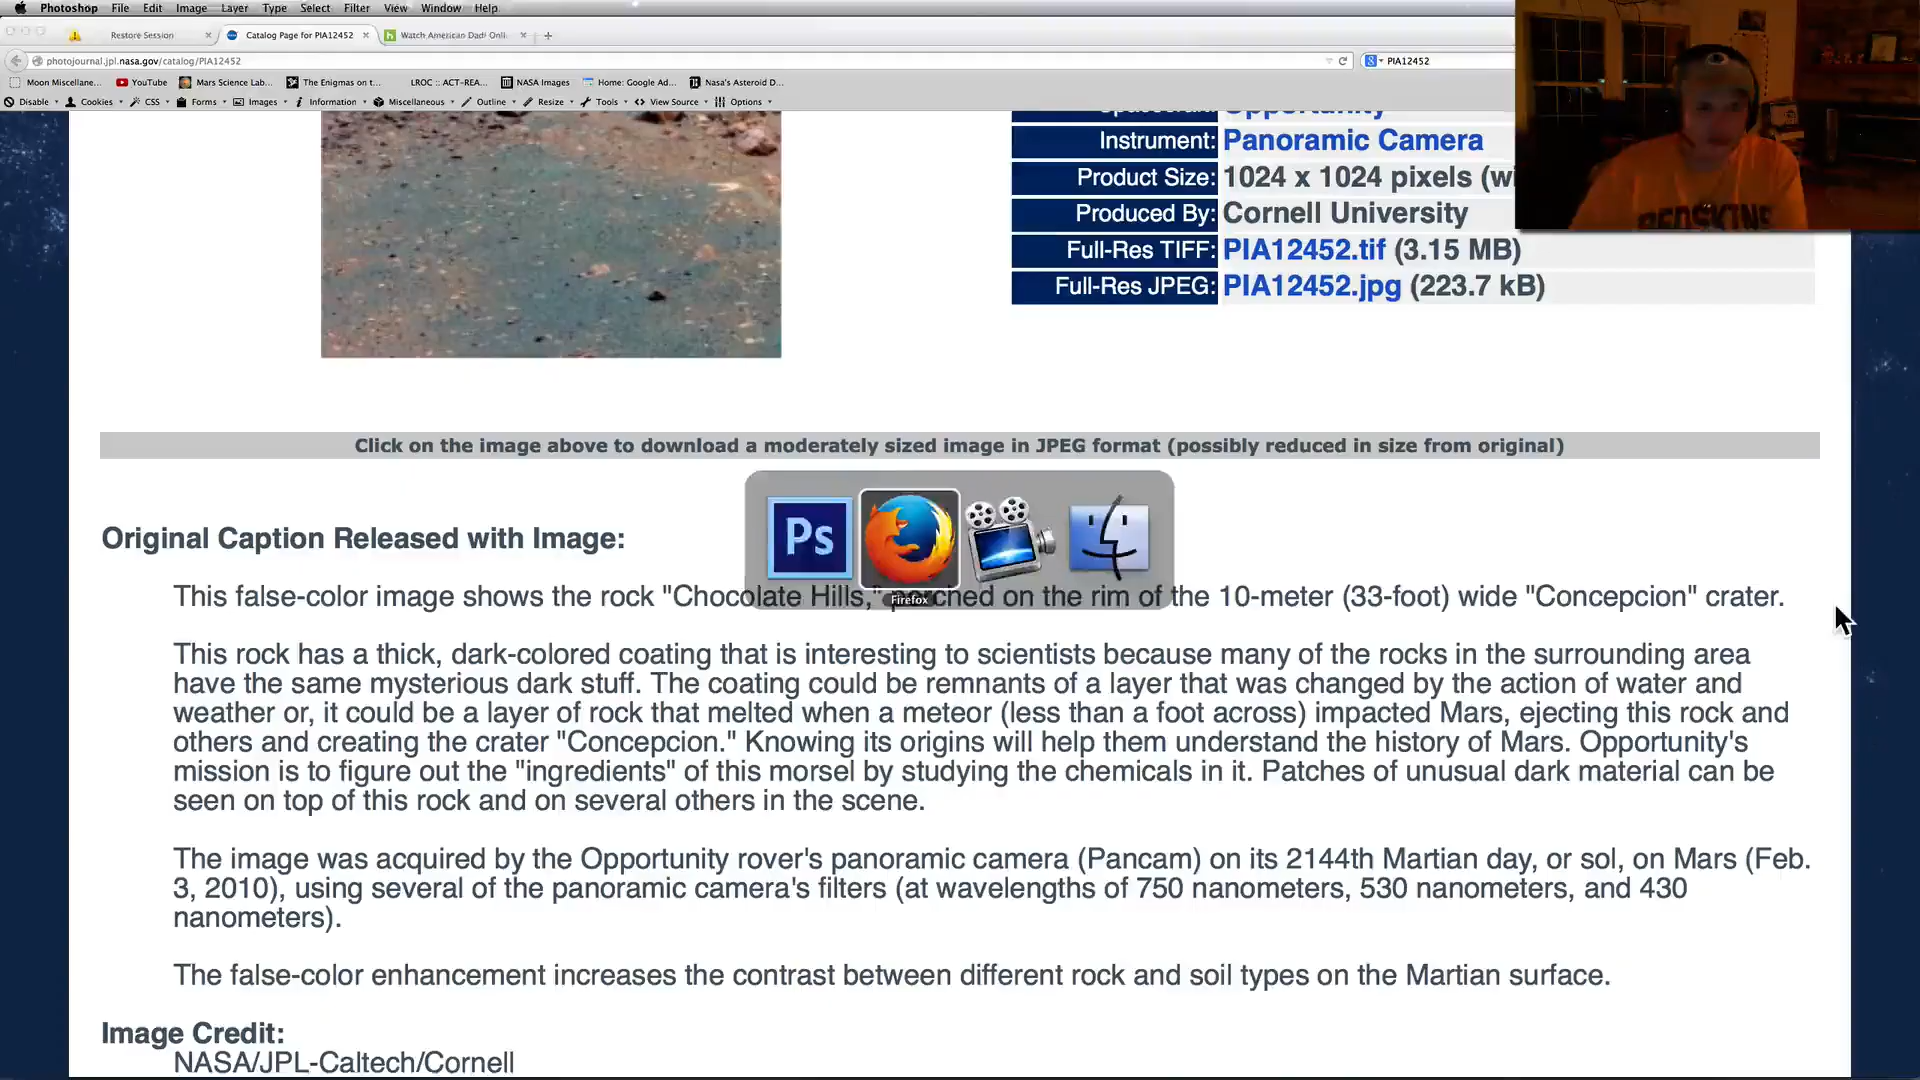 Photoshop File Edit Image Layer Type Select Filter View Window Help
Restore Session Catalog Page for PIA12452 Watch American Dad! Onli
photojournal.jpl.nasa.gov/catalog/PIA12452 PIA12452
Moon Miscellane... YouTube Mars Science Lab... The Enigmas on t... LROC :: ACT-REA... NASA Images Home: Google Ad... Nasa's Asteroid D...
Disable Cookies CSS Forms Images Information Miscellaneous Outline Resize Tools View Source Options
Opportunity
Instrument: Panoramic Camera
Product Size: 1024 x 1024 pixels (wi
REDSKINS
Produced By: Cornell University
Full-Res TIFF: PIA12452.tif (3.15 MB)
Full-Res JPEG: PIA12452.jpg (223.7 kB)
Click on the image above to download a moderately sized image in JPEG format (possibly reduced in size from original)
Ps
Original Caption Released with Image:
This false-color image shows the rock "Chocolate Hills," perched on the rim of the 10-meter (33-foot) wide "Concepcion" crater.
Firefox
This rock has a thick, dark-colored coating that is interesting to scientists because many of the rocks in the surrounding area
have the same mysterious dark stuff. The coating could be remnants of a layer that was changed by the action of water and
weather or, it could be a layer of rock that melted when a meteor (less than a foot across) impacted Mars, ejecting this rock and
others and creating the crater "Concepcion." Knowing its origins will help them understand the history of Mars. Opportunity's
mission is to figure out the "ingredients" of this morsel by studying the chemicals in it. Patches of unusual dark material can be
seen on top of this rock and on several others in the scene.
The image was acquired by the Opportunity rover's panoramic camera (Pancam) on its 2144th Martian day, or sol, on Mars (Feb.
3, 2010), using several of the panoramic camera's filters (at wavelengths of 750 nanometers, 530 nanometers, and 430
nanometers).
The false-color enhancement increases the contrast between different rock and soil types on the Martian surface.
Image Credit:
NASA/JPL-Caltech/Cornell